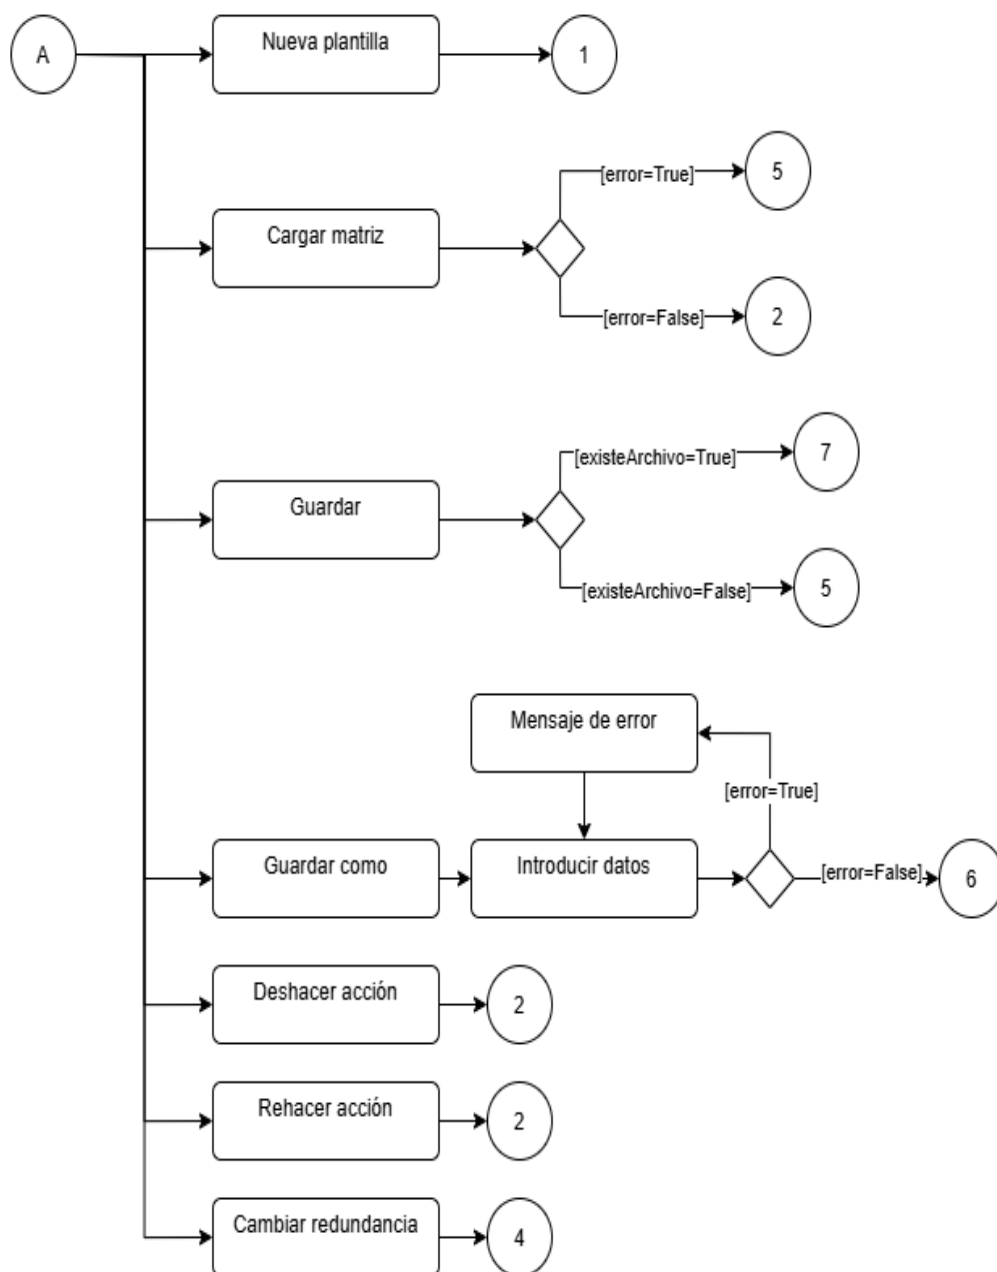 A
Nueva plantilla
1
Cargar matriz
[error=True]
5
[error=False]
2
Guardar
[existeArchivo=True]
7
[existeArchivo=False]
5
Mensaje de error
[error=True]
Guardar como
Introducir datos
[error=False]
6
Deshacer acción
2
Rehacer acción
2
Cambiar redundancia
4